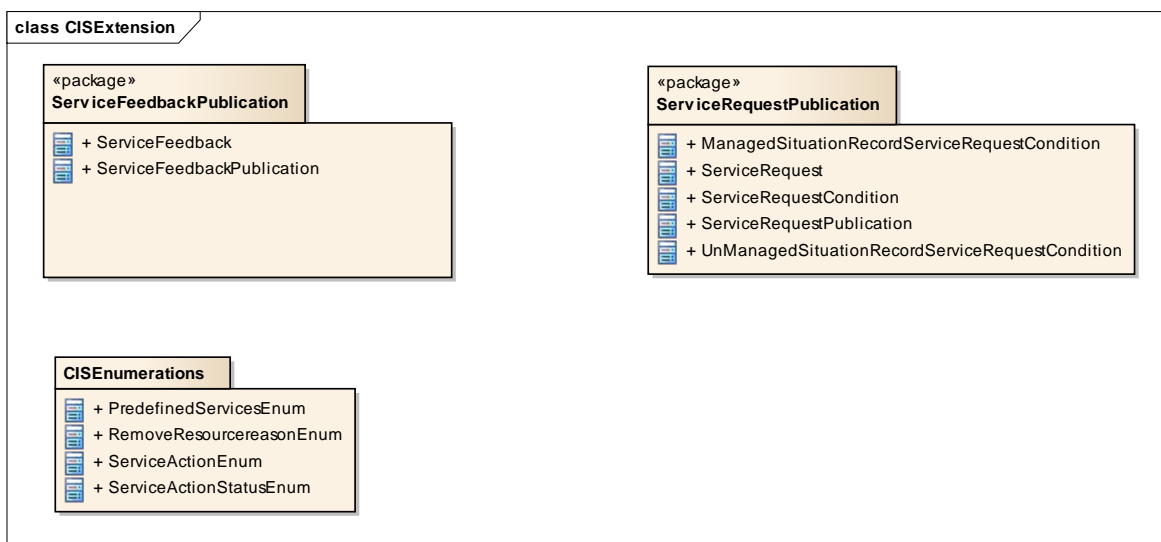 class CISExtension
«package»
ServiceFeedbackPublication
+ ServiceFeedback
+ ServiceFeedbackPublication
«package»
ServiceRequestPublication
+ ManagedSituationRecordServiceRequestCondition
+ ServiceRequest
+ ServiceRequestCondition
+ ServiceRequestPublication
+ UnManagedSituationRecordServiceRequestCondition
CISEnumerations
+ PredefinedServicesEnum
+ RemoveResourcereasonEnum
+ ServiceActionEnum
+ ServiceActionStatusEnum